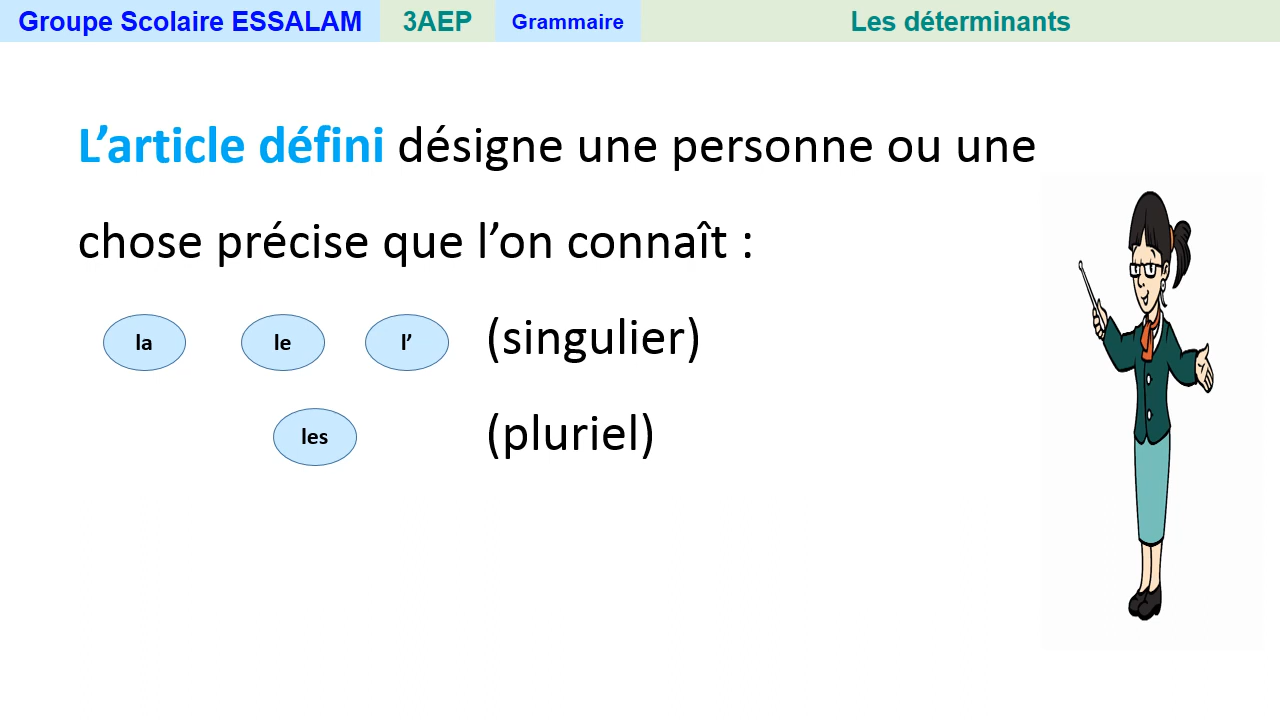 Groupe Scolaire ESSALAM 3AEP Grammaire Les déterminants
L’article défini désigne une personne ou une
chose précise que l’on connaît :
la le l’ (singulier)
les (pluriel)